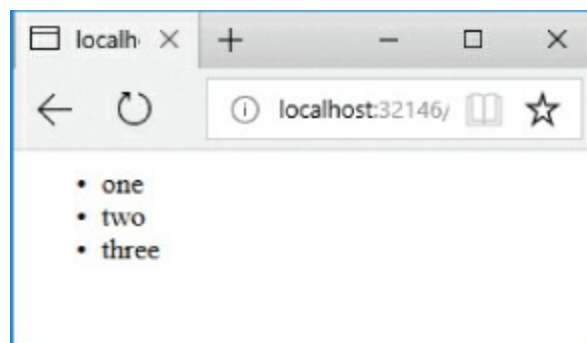 localh
localhost:32146/
• one
• two
• three